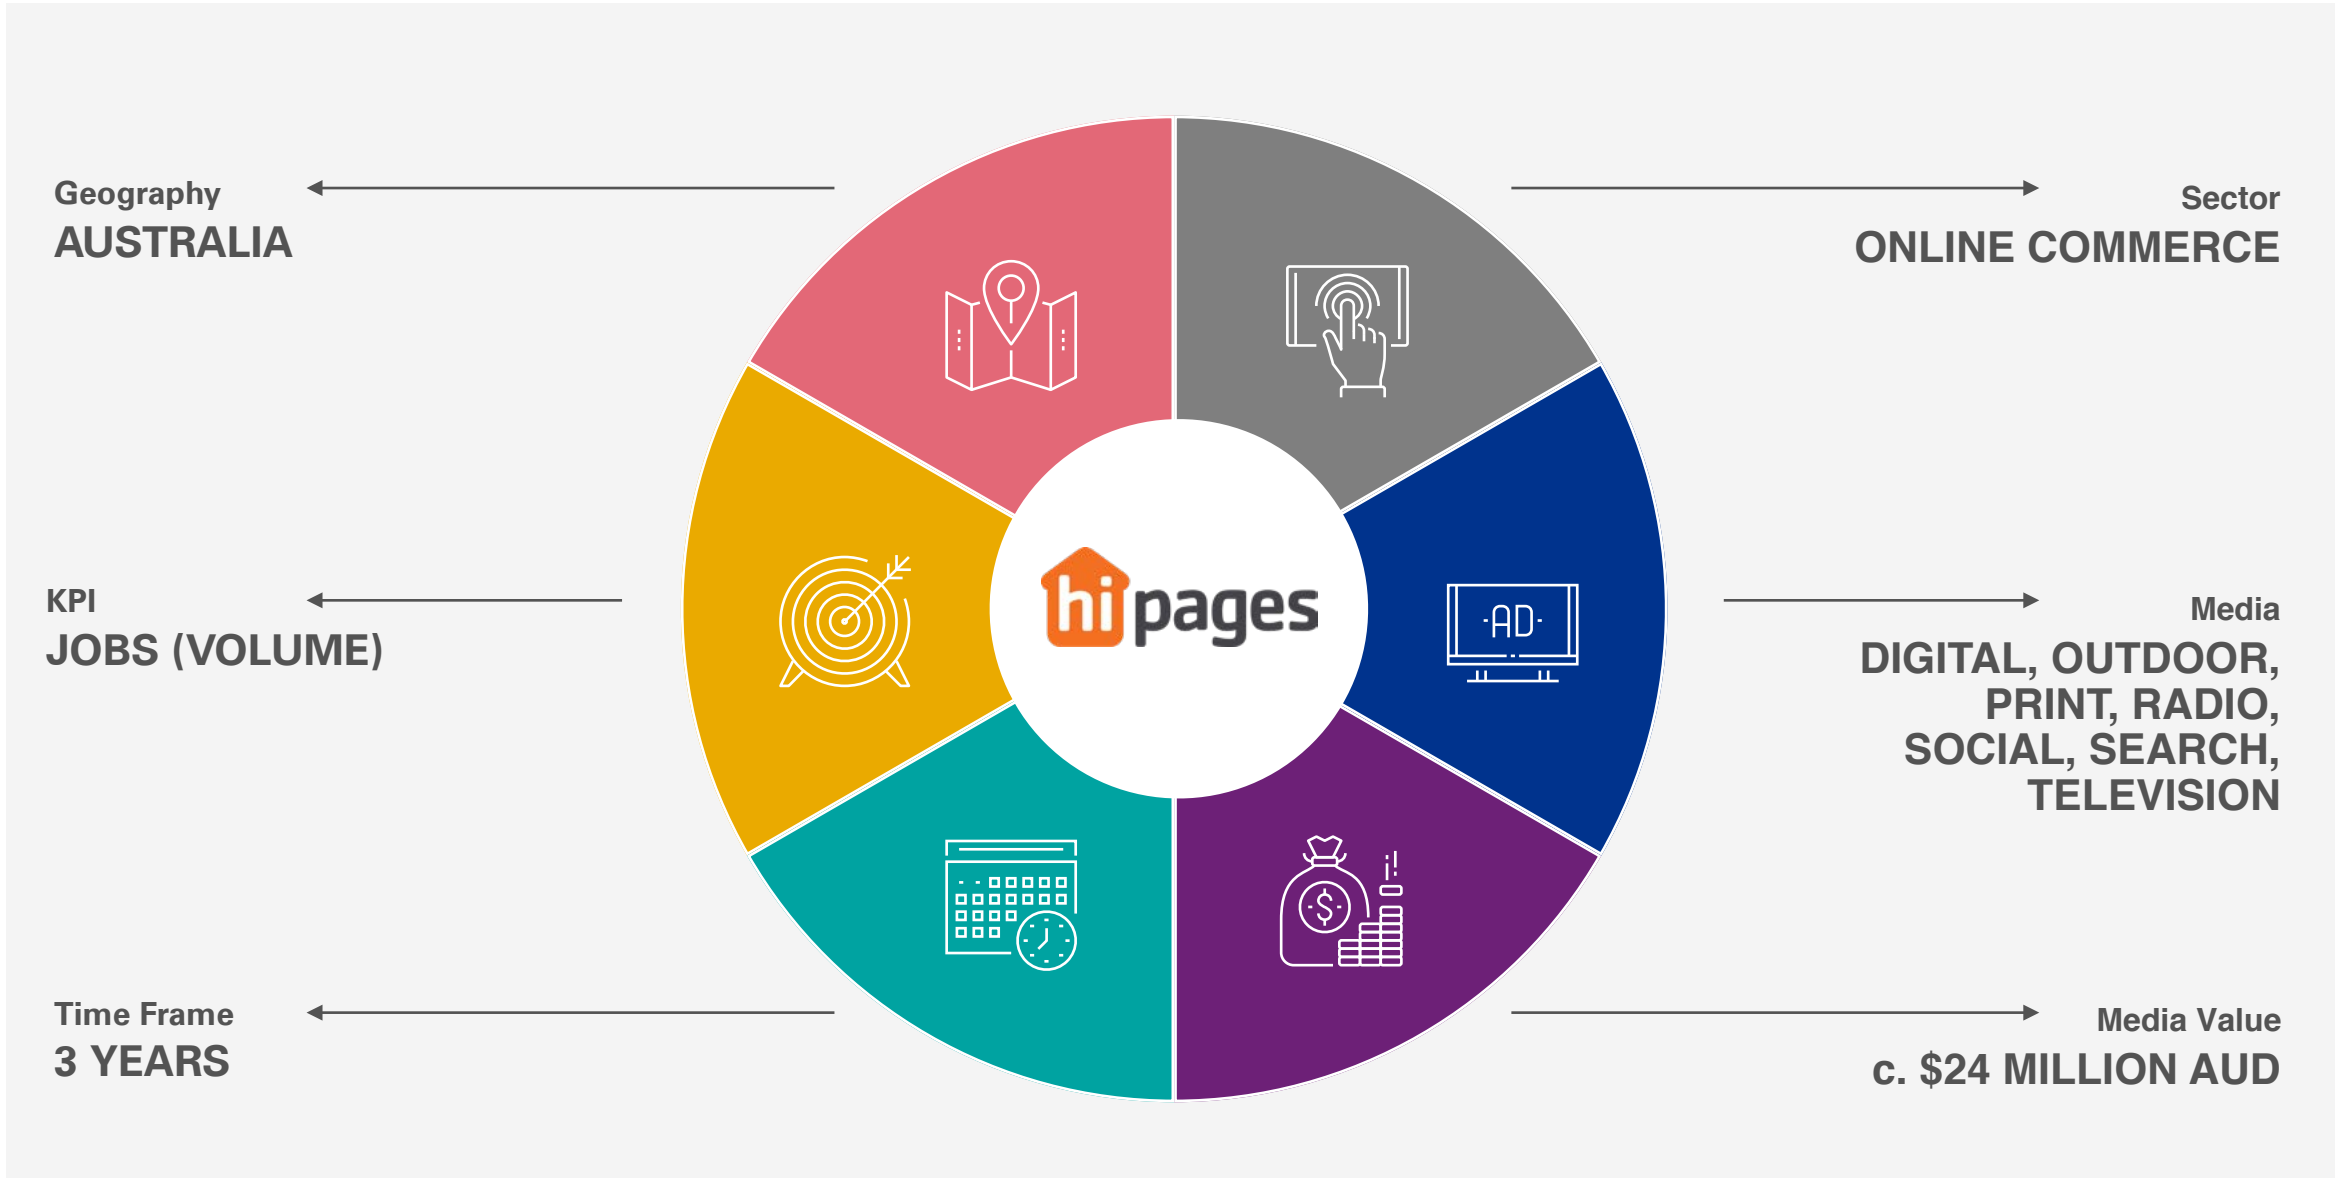 Geography
AUSTRALIA
Sector
ONLINE COMMERCE
hipages
AD
KPI
JOBS (VOLUME)
Media
DIGITAL, OUTDOOR,
PRINT, RADIO,
SOCIAL, SEARCH,
TELEVISION
$
Time Frame
3 YEARS
Media Value
c. $24 MILLION AUD